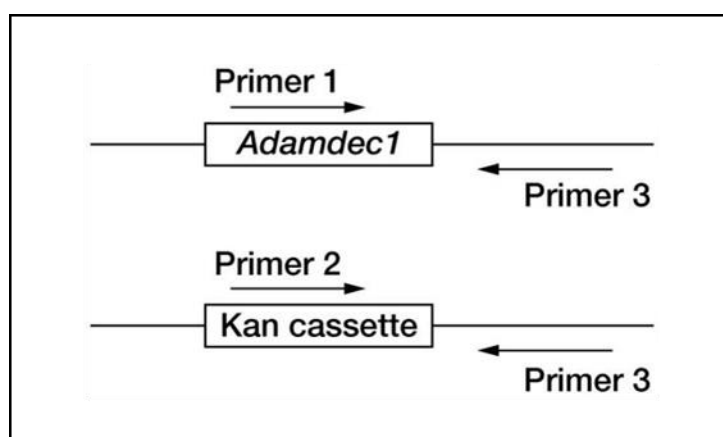 Primer 1
Adamdec1
Primer 3
Primer 2
Kan cassette
Primer 3